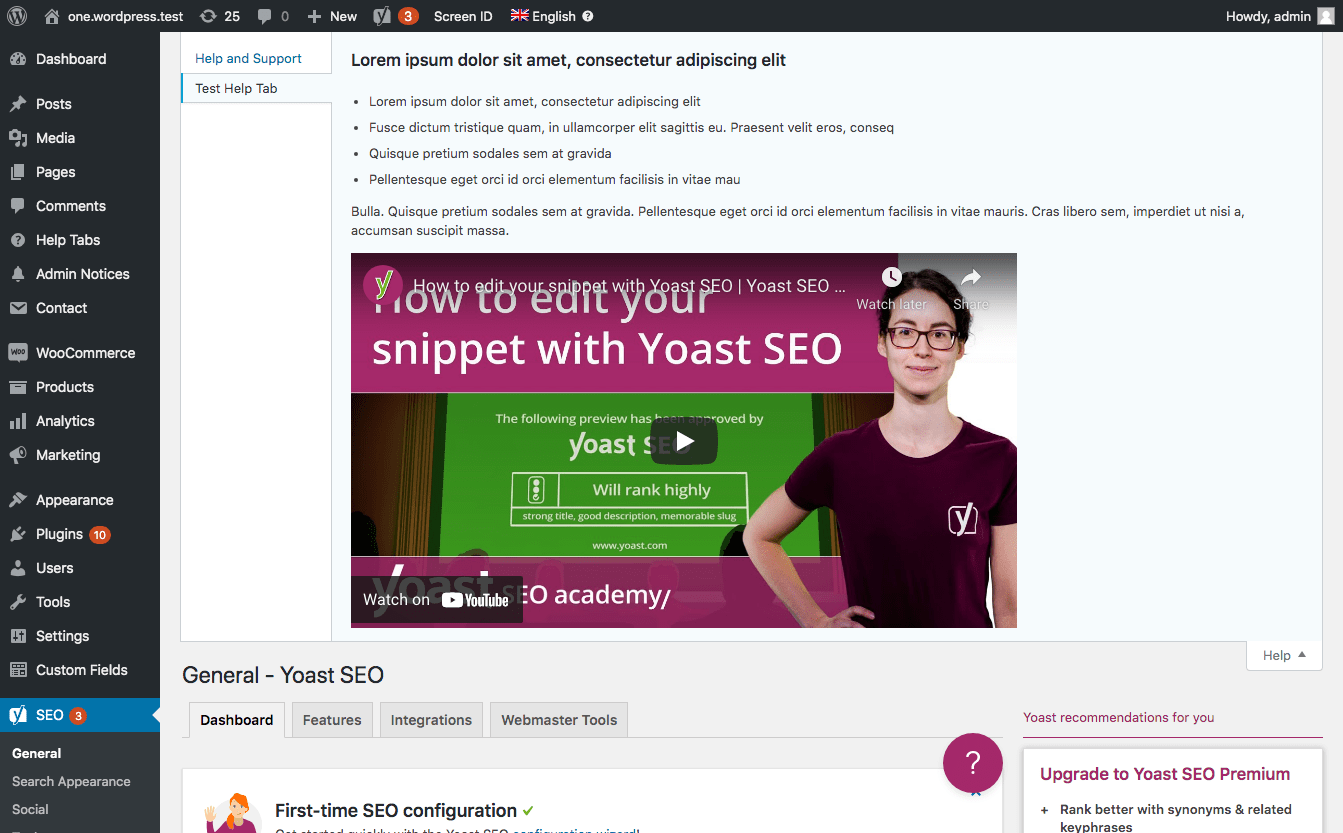 one.wordpress.test
25
0
New
3
Screen ID
English
Howdy, admin
Dashboard
Posts
Media
Pages
Comments
Help Tabs
Admin Notices
Contact
WooCommerce
Products
Analytics
Marketing
Appearance
Plugins 10
Users
Tools
Settings
Custom Fields
SEO 3
General
Search Appearance
Social
Help and Support
Test Help Tab
Lorem ipsum dolor sit amet, consectetur adipiscing elit
Lorem ipsum dolor sit amet, consectetur adipiscing elit
Fusce dictum tristique quam, in ullamcorper elit sagittis eu. Praesent velit eros, conseq
Quisque pretium sodales sem at gravida
Pellentesque eget orci id orci elementum facilisis in vitae mau
Bulla. Quisque pretium sodales sem at gravida. Pellentesque eget orci id orci elementum facilisis in vitae mauris. Cras libero sem, imperdiet ut nisi a,
accumsan suscipit massa.
How to edit your snippet with Yoast SEO | Yoast SEO ...
Watch later
Share
How to edit your
snippet with Yoast SEO
The following preview has been approved by
yoast SEO
Will rank highly
strong title, good description, memorable slug
www.yoast.com
yoast SEO academy/
Watch on YouTube
Help
General - Yoast SEO
Dashboard
Features
Integrations
Webmaster Tools
Yoast recommendations for you
?
Upgrade to Yoast SEO Premium
+ Rank better with synonyms & related
keyphrases
First-time SEO configuration
Get started quickly with the Yoast SEO configuration wizard!